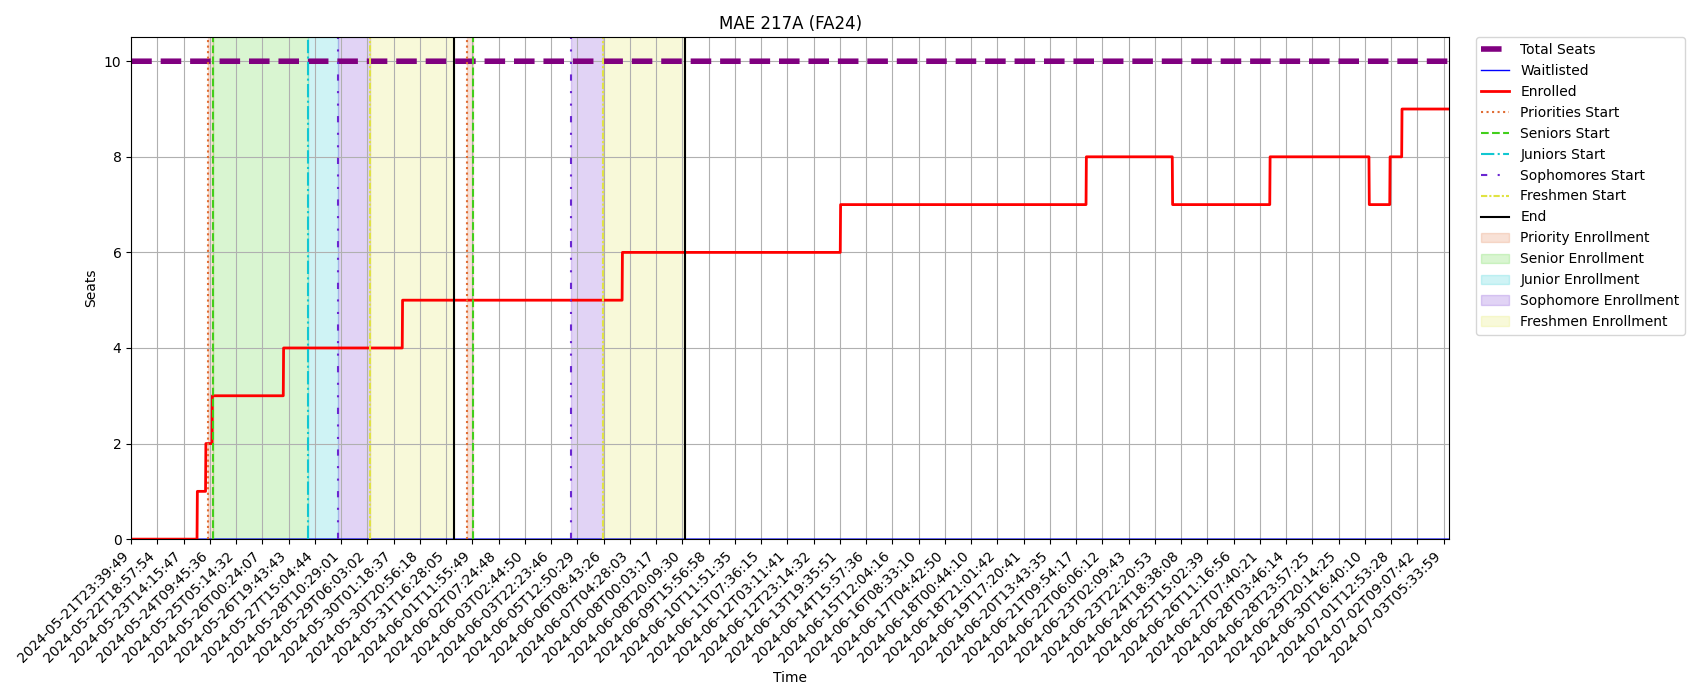 MAE 217A (FA24)
Seats
10
8
6
4
2
0
2024-05-21T23:39:49
2024-05-22T18:57:54
2024-05-23T14:15:47
2024-05-24T09:45:36
2024-05-25T05:14:32
2024-05-26T00:24:07
2024-05-26T19:43:43
2024-05-27T15:04:44
2024-05-28T10:29:01
2024-05-29T06:03:02
2024-05-30T01:18:37
2024-05-30T20:56:18
2024-05-31T16:28:05
2024-06-01T11:55:49
2024-06-02T07:24:48
2024-06-03T02:44:50
2024-06-03T22:23:46
2024-06-05T12:50:29
2024-06-06T08:43:26
2024-06-07T04:28:03
2024-06-08T00:03:17
2024-06-08T20:09:30
2024-06-09T15:56:58
2024-06-10T11:51:35
2024-06-11T07:36:15
2024-06-12T03:11:41
2024-06-12T23:14:32
2024-06-13T19:35:51
2024-06-14T15:57:36
2024-06-15T12:04:16
2024-06-16T08:33:10
2024-06-17T04:42:50
2024-06-18T00:44:10
2024-06-18T21:01:42
2024-06-19T17:20:41
2024-06-20T13:43:35
2024-06-21T09:54:17
2024-06-22T06:06:12
2024-06-23T02:09:43
2024-06-23T22:20:53
2024-06-24T18:38:08
2024-06-25T15:02:39
2024-06-26T11:16:56
2024-06-27T07:40:21
2024-06-28T03:46:14
2024-06-28T23:57:25
2024-06-29T20:14:25
2024-06-30T16:40:10
2024-07-01T12:53:28
2024-07-02T09:07:42
2024-07-03T05:33:59
Time
Total Seats
Waitlisted
Enrolled
Priorities Start
Seniors Start
Juniors Start
Sophomores Start
Freshmen Start
End
Priority Enrollment
Senior Enrollment
Junior Enrollment
Sophomore Enrollment
Freshmen Enrollment